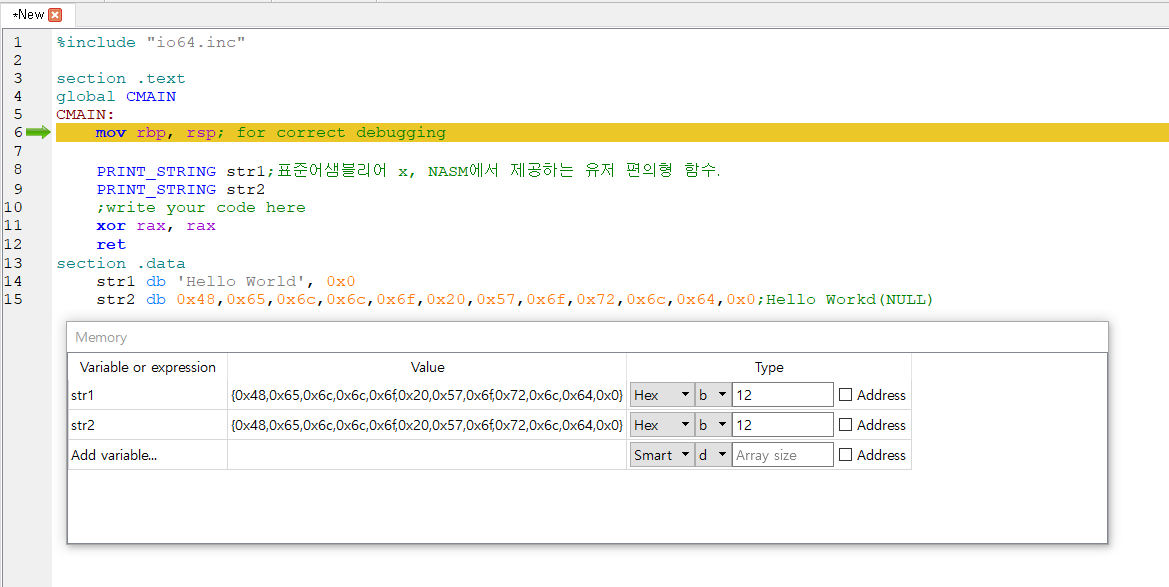 *New
1 %include "io64.inc"
2
3 section .text
4 global CMAIN
5 CMAIN:
6 mov rbp, rsp; for correct debugging
7
8 PRINT_STRING str1;표준어샘블리어 x, NASM에서 제공하는 유저 편의형 함수.
9 PRINT_STRING str2
10 ;write your code here
11 xor rax, rax
12 ret
13 section .data
14 str1 db 'Hello World', 0x0
15 str2 db 0x48,0x65,0x6c,0x6c,0x6f,0x20,0x57,0x6f,0x72,0x6c,0x64,0x0;Hello Workd(NULL)
Memory
Variable or expression Value Type
str1 {0x48,0x65,0x6c,0x6c,0x6f,0x20,0x57,0x6f,0x72,0x6c,0x64,0x0} Hex b 12 Address
str2 {0x48,0x65,0x6c,0x6c,0x6f,0x20,0x57,0x6f,0x72,0x6c,0x64,0x0} Hex b 12 Address
Add variable... Smart d Array size Address